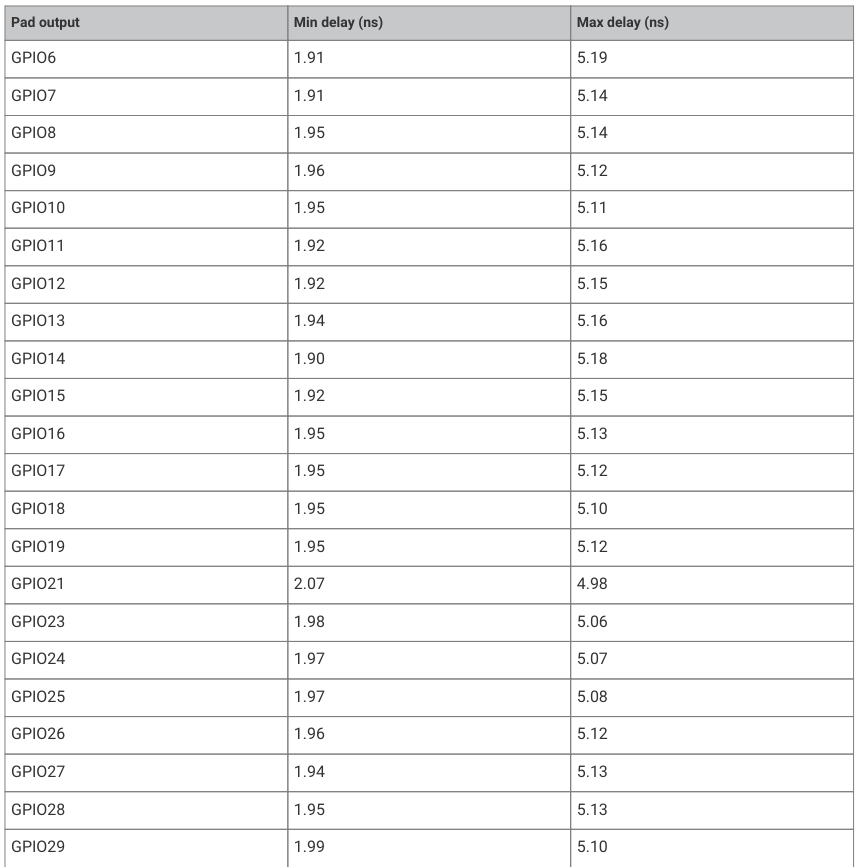 Pad output Min delay (ns) Max delay (ns)
GPIO6 1.91 5.19
GPIO7 1.91 5.14
GPIO8 1.95 5.14
GPIO9 1.96 5.12
GPIO10 1.95 5.11
GPIO11 1.92 5.16
GPIO12 1.92 5.15
GPIO13 1.94 5.16
GPIO14 1.90 5.18
GPIO15 1.92 5.15
GPIO16 1.95 5.13
GPIO17 1.95 5.12
GPIO18 1.95 5.10
GPIO19 1.95 5.12
GPIO21 2.07 4.98
GPIO23 1.98 5.06
GPIO24 1.97 5.07
GPIO25 1.97 5.08
GPIO26 1.96 5.12
GPIO27 1.94 5.13
GPIO28 1.95 5.13
GPIO29 1.99 5.10